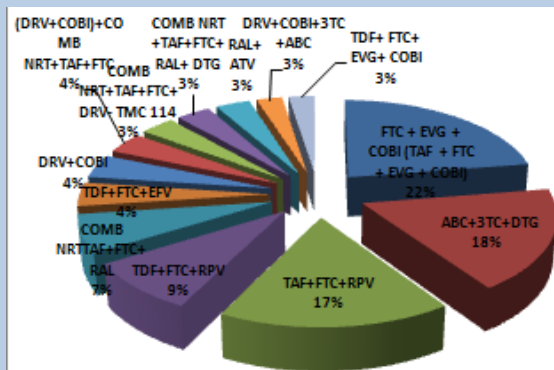 (DRV+COBI)+CO
MB
NRT+TAF+FTC
4%
COMB
NRT+TAF+FTC+
DRV- TMC 114
3%
COMB NRT
+TAF+FTC+
RAL+ DTG
3%
RAL+
ATV
3%
DRV+COBI+3TC
+ABC
3%
TDF+ FTC+
EVG+ COBI
3%
FTC + EVG +
COBI (TAF + FTC
+ EVG + COBI)
22%
ABC+3TC+DTG
18%
TAF+FTC+RPV
17%
TDF+FTC+RPV
9%
COMB
NRTTAF+FTC+
RAL
7%
TDF+FTC+EFV
4%
DRV+COBI
4%